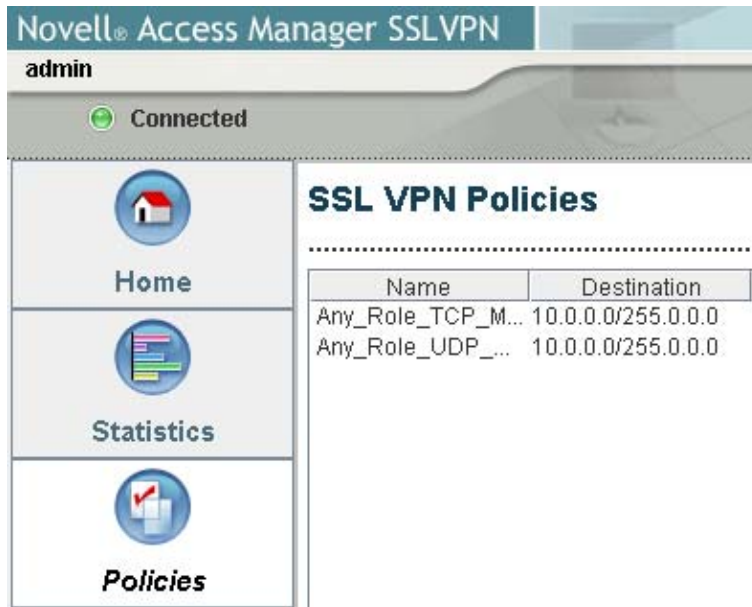 Novell® Access Manager SSLVPN
admin
Connected
Home
Statistics
Policies
SSL VPN Policies
Name Destination
Any_Role_TCP_M... 10.0.0.0/255.0.0.0
Any_Role_UDP_... 10.0.0.0/255.0.0.0